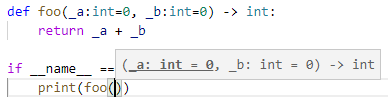 def foo(_a:int=0, _b:int=0) -> int:
    return _a + _b
(_a: int = 0, _b: int = 0) -> int
if __name__ ==
    print(foo())